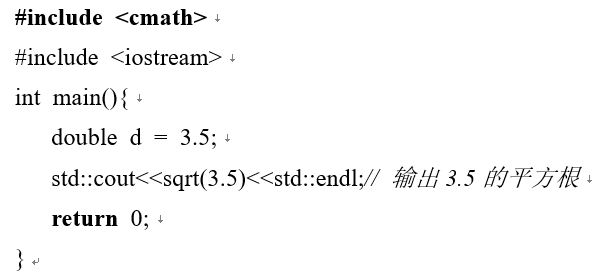 #include <cmath>
#include <iostream>
int main(){
double d = 3.5;
std::cout<<sqrt(3.5)<<std::endl;// 输出 3.5 的平方根
return 0;
}